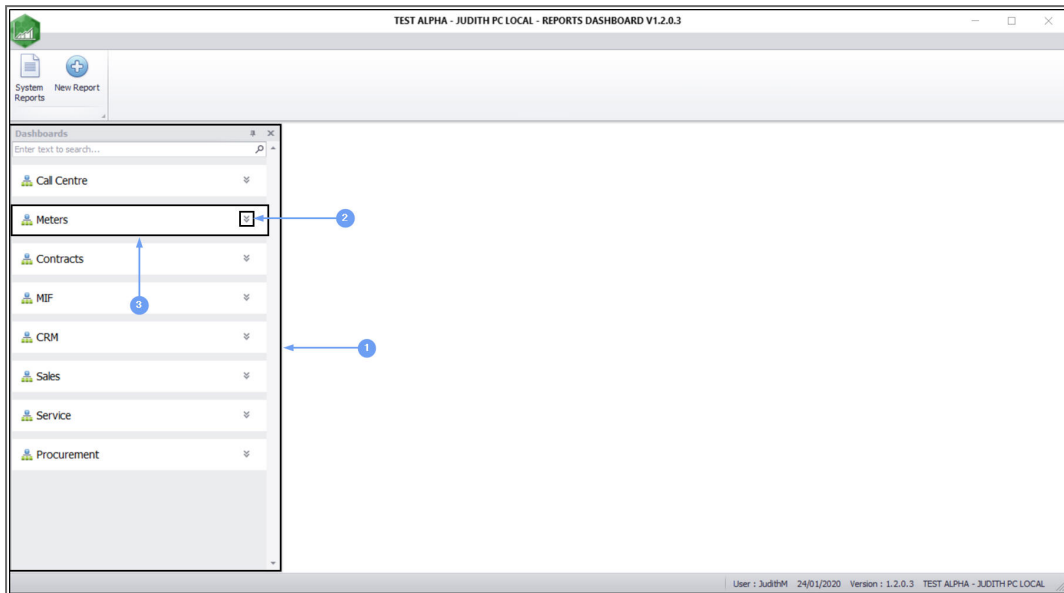 TEST ALPHA - JUDITH PC LOCAL - REPORTS DASHBOARD V1.2.0.3
System Reports
New Report
Dashboards
Enter text to search...
Call Centre
Meters
2
Contracts
MIF
3
CRM
1
Sales
Service
Procurement
User : JudithM 24/01/2020 Version : 1.2.0.3 TEST ALPHA - JUDITH PC LOCAL